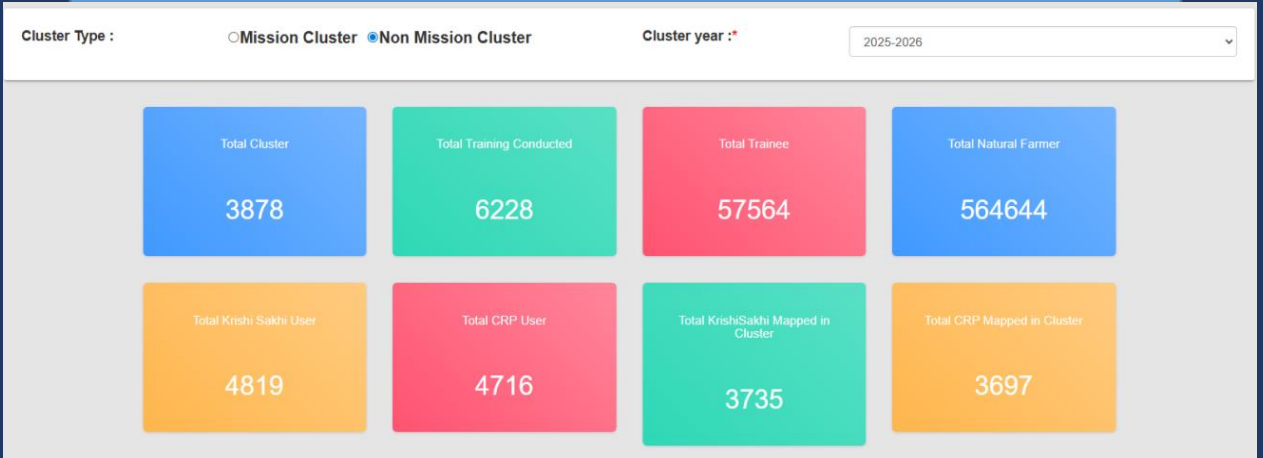 Cluster Type : Mission Cluster Non Mission Cluster Cluster year :* 2025-2026
Total Cluster
3878
Total Training Conducted
6228
Total Trainee
57564
Total Natural Farmer
564644
Total Krishi Sakhi User
4819
Total CRP User
4716
Total KrishiSakhi Mapped in
Cluster
3735
Total CRP Mapped in Cluster
3697